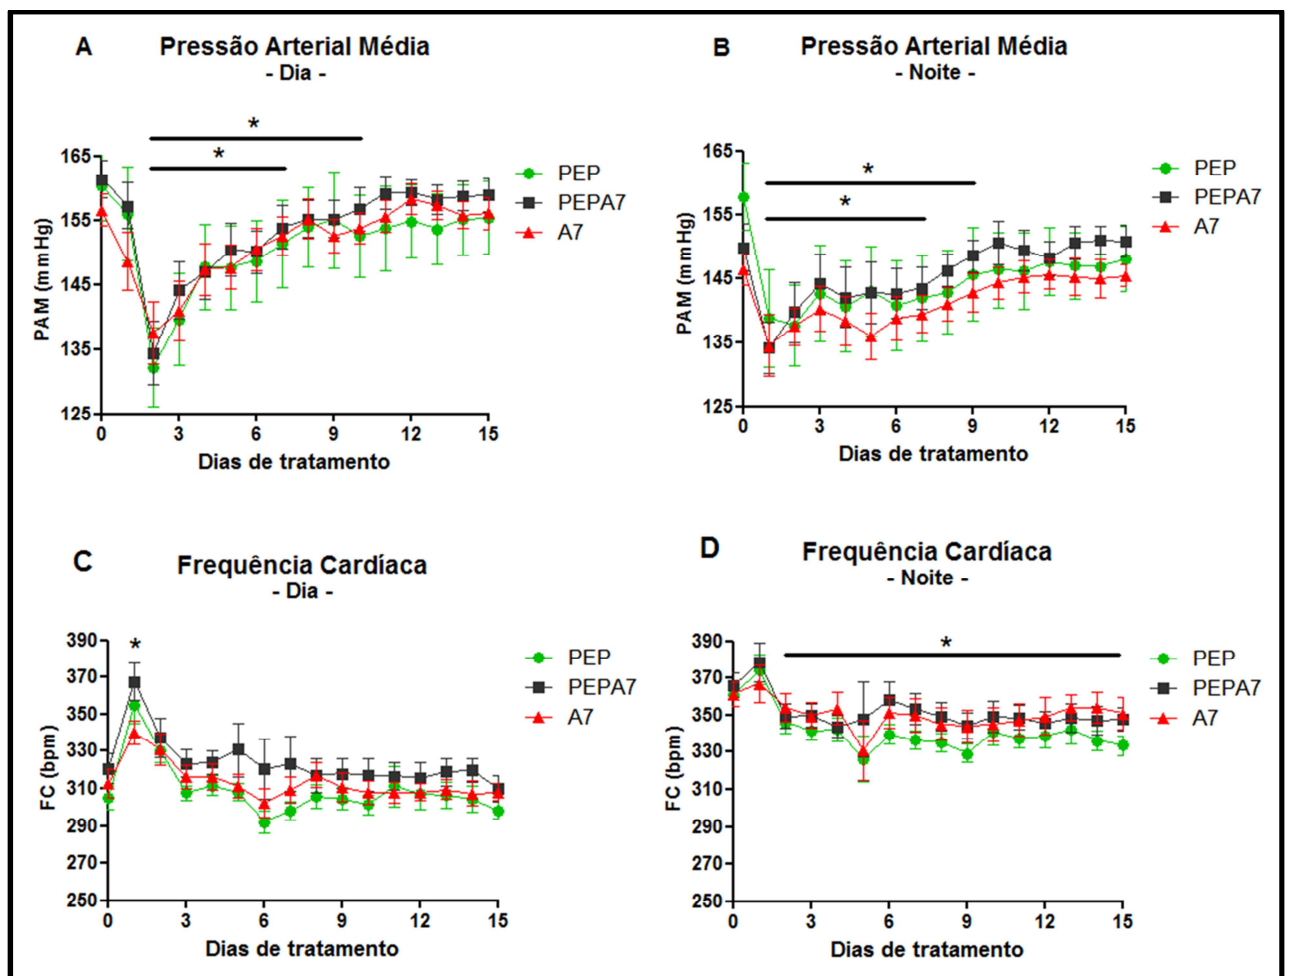 A
Pressão Arterial Média
- Dia -
*
*
165
155
145
135
125
PAM (mmHg)
0 3 6 9 12 15
Dias de tratamento
PEP
PEPA7
A7
B
Pressão Arterial Média
- Noite -
*
*
165
155
145
135
125
PAM (mmHg)
0 3 6 9 12 15
Dias de tratamento
PEP
PEPA7
A7
C
Frequência Cardíaca
- Dia -
*
390
370
350
330
310
290
270
250
FC (bpm)
0 3 6 9 12 15
Dias de tratamento
PEP
PEPA7
A7
D
Frequência Cardíaca
- Noite -
*
390
370
350
330
310
290
270
250
FC (bpm)
0 3 6 9 12 15
Dias de tratamento
PEP
PEPA7
A7